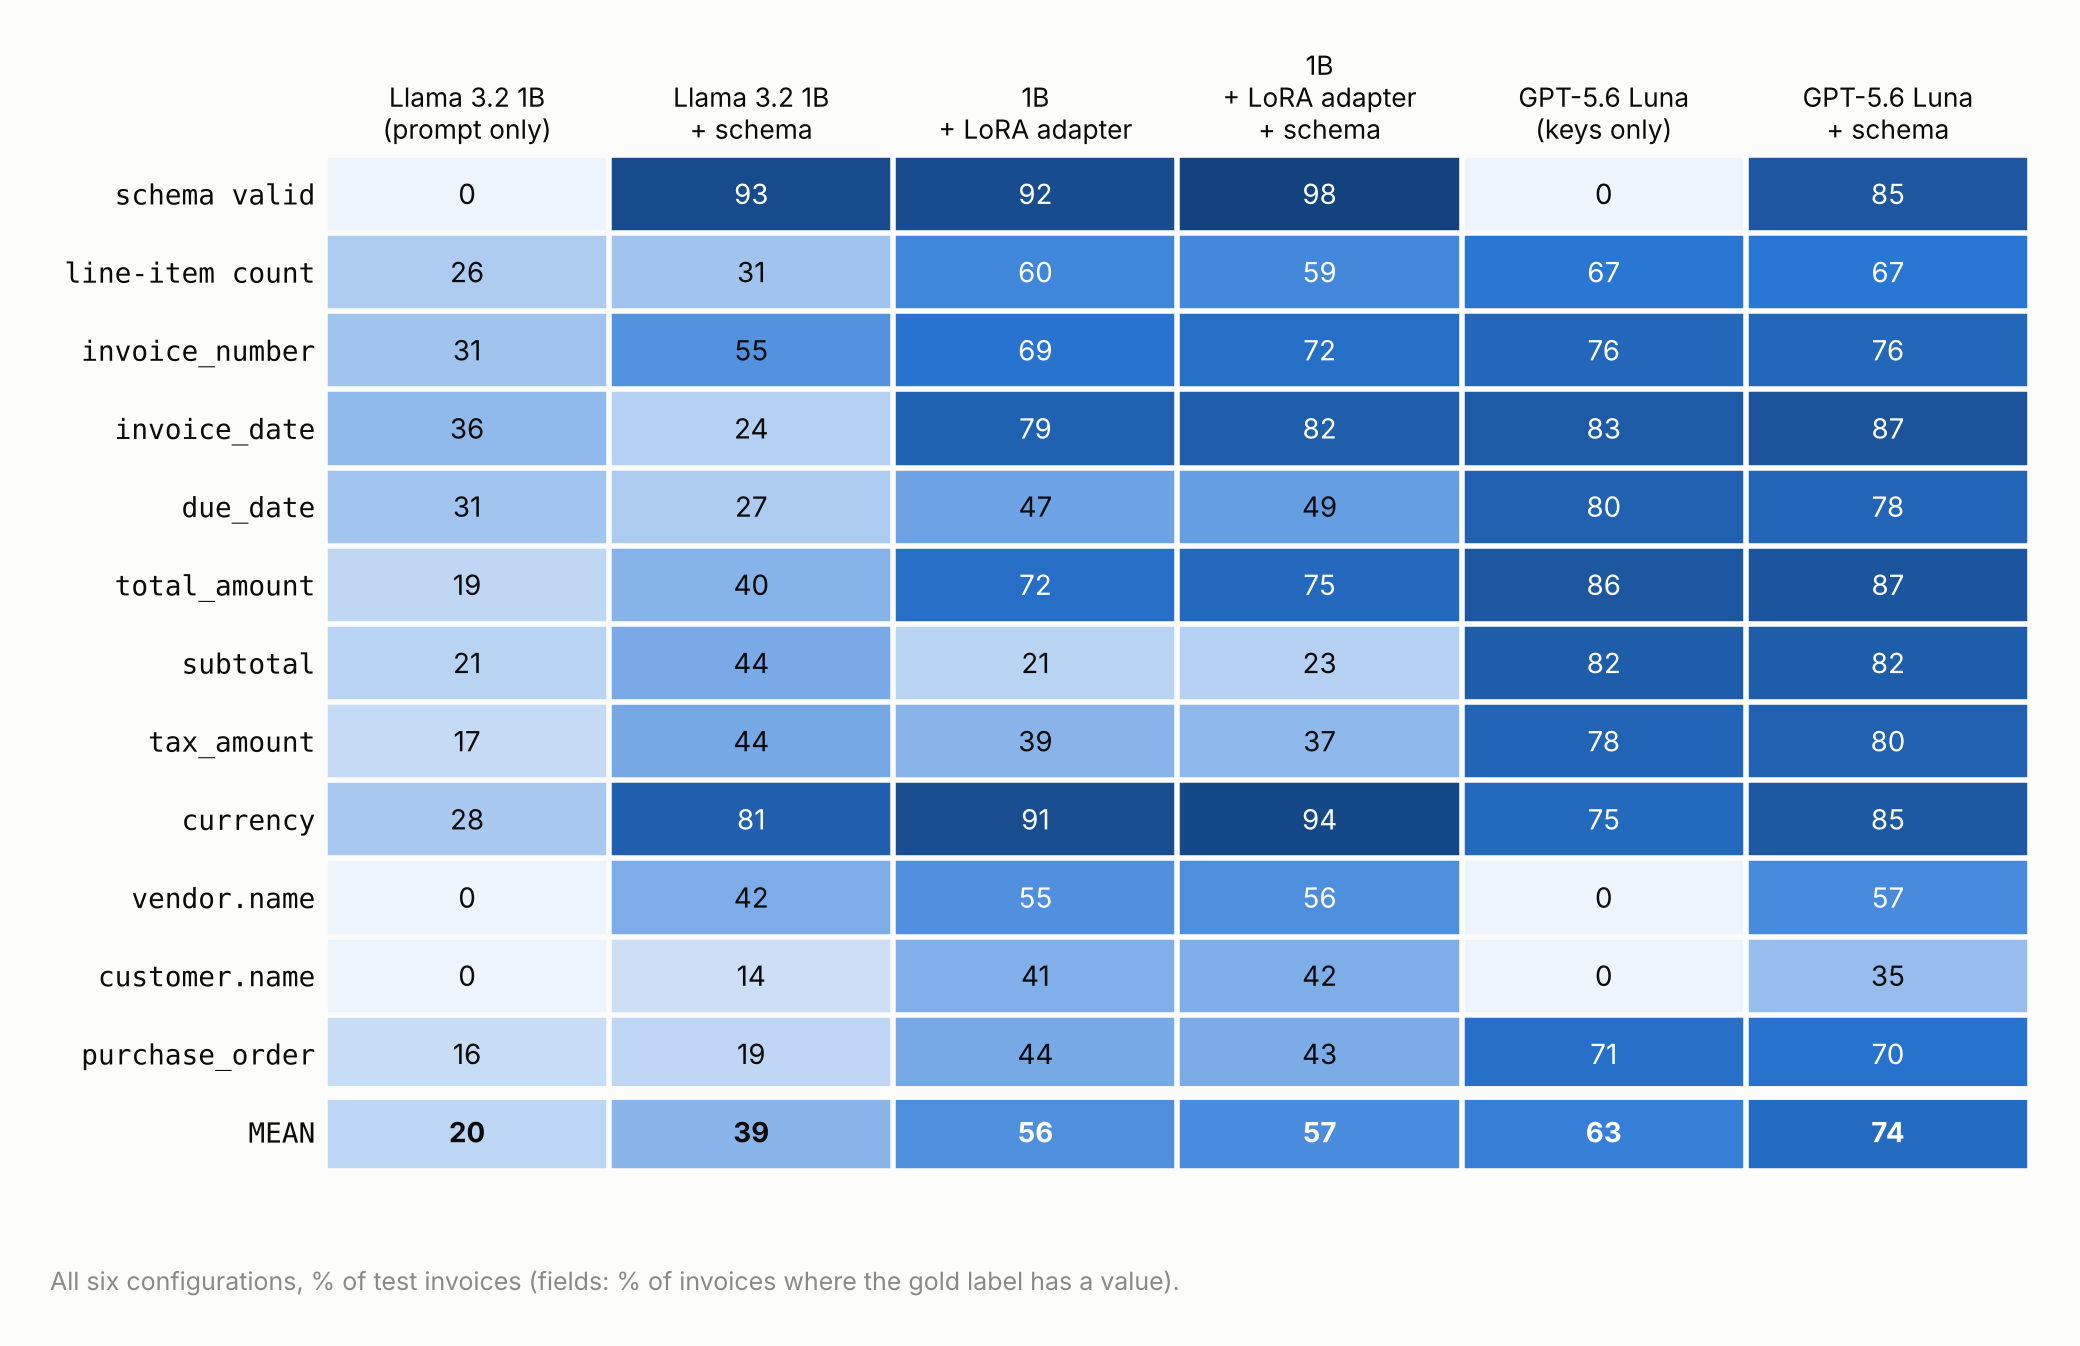 Llama 3.2 1B
(prompt only)
Llama 3.2 1B
+ schema
1B
+ LoRA adapter
1B
+ LoRA adapter
+ schema
GPT-5.6 Luna
(keys only)
GPT-5.6 Luna
+ schema
schema valid 0 93 92 98 0 85
line-item count 26 31 60 59 67 67
invoice_number 31 55 69 72 76 76
invoice_date 36 24 79 82 83 87
due_date 31 27 47 49 80 78
total_amount 19 40 72 75 86 87
subtotal 21 44 21 23 82 82
tax_amount 17 44 39 37 78 80
currency 28 81 91 94 75 85
vendor.name 0 42 55 56 0 57
customer.name 0 14 41 42 0 35
purchase_order 16 19 44 43 71 70
MEAN 20 39 56 57 63 74
All six configurations, % of test invoices (fields: % of invoices where the gold label has a value).